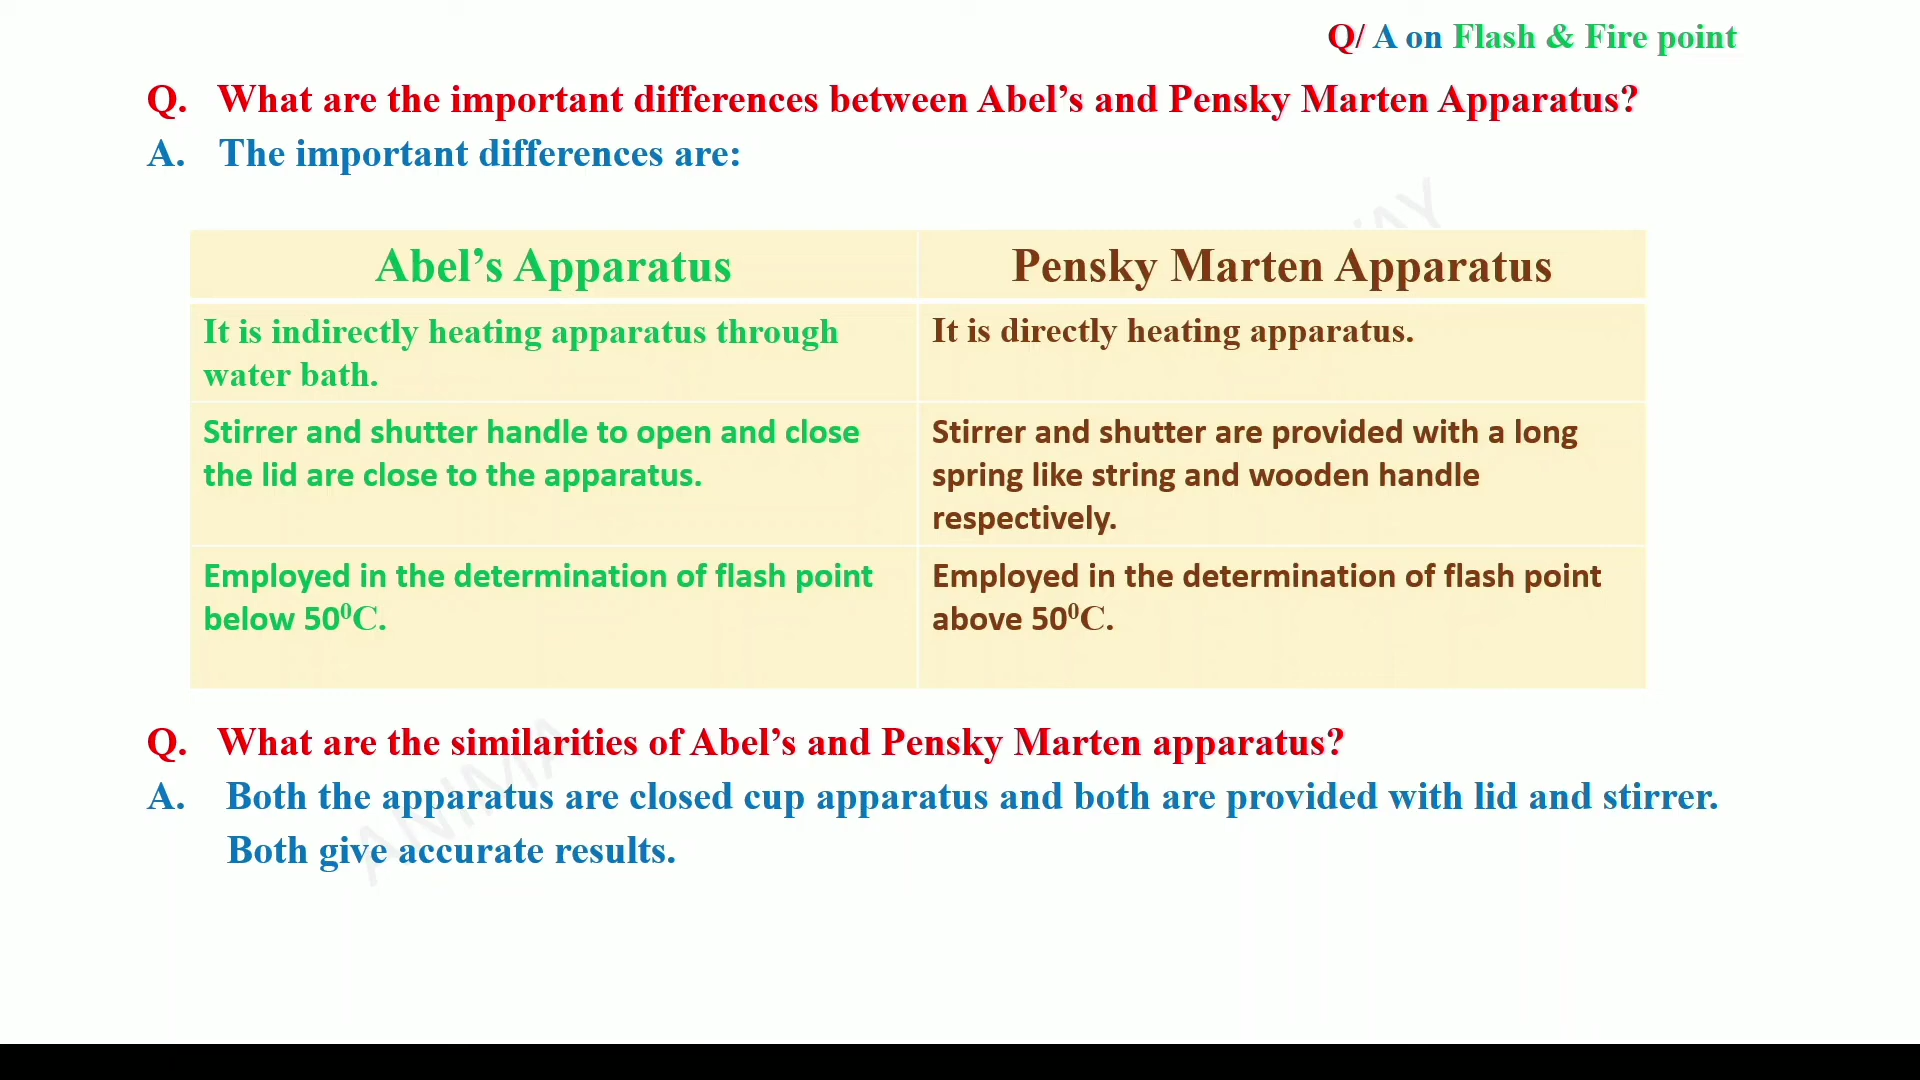 Q/ A on Flash & Fire point
Q. What are the important differences between Abel’s and Pensky Marten Apparatus?
A. The important differences are:
Abel’s Apparatus
Pensky Marten Apparatus
It is indirectly heating apparatus through
water bath.
It is directly heating apparatus.
Stirrer and shutter handle to open and close
the lid are close to the apparatus.
Stirrer and shutter are provided with a long
spring like string and wooden handle
respectively.
Employed in the determination of flash point
below 50⁰C.
Employed in the determination of flash point
above 50⁰C.
Q. What are the similarities of Abel’s and Pensky Marten apparatus?
A. Both the apparatus are closed cup apparatus and both are provided with lid and stirrer.
Both give accurate results.
ANIMA